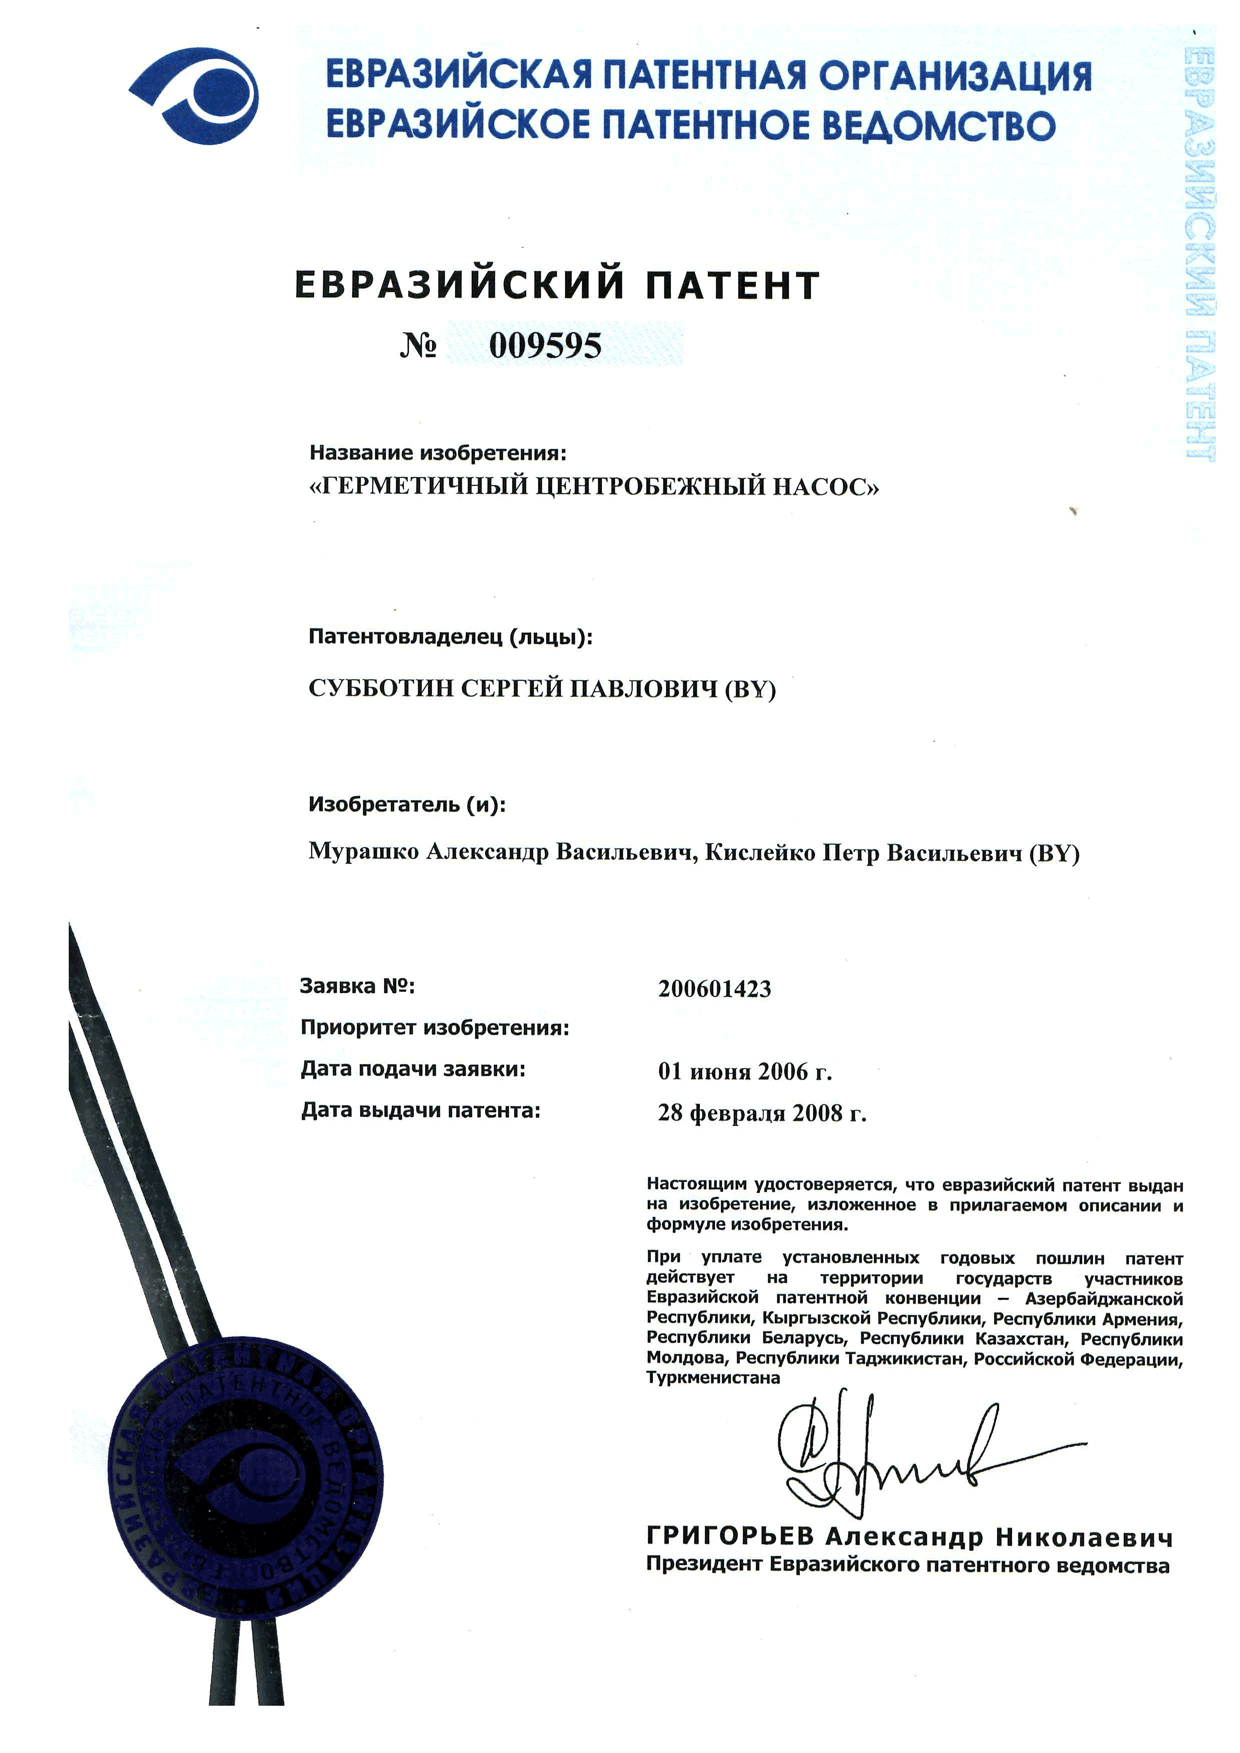 ЕВРАЗИЙСКАЯ ПАТЕНТНАЯ ОРГАНИЗАЦИЯ
ЕВРАЗИЙСКОЕ ПАТЕНТНОЕ ВЕДОМСТВО
ЕВРАЗИЙСКИЙ ПАТЕНТ
ЕВРАЗИЙСКИЙ ПАТЕНТ
№ 009595
Название изобретения:
«ГЕРМЕТИЧНЫЙ ЦЕНТРОБЕЖНЫЙ НАСОС»
Патентовладелец (льцы):
СУББОТИН СЕРГЕЙ ПАВЛОВИЧ (BY)
Изобретатель (и):
Мурашко Александр Васильевич, Кислейко Петр Васильевич (BY)
Заявка №: 200601423
Приоритет изобретения:
Дата подачи заявки: 01 июня 2006 г.
Дата выдачи патента: 28 февраля 2008 г.
Настоящим удостоверяется, что евразийский патент выдан
на изобретение, изложенное в прилагаемом описании и
формуле изобретения.
При уплате установленных годовых пошлин патент
действует на территории государств участников
Евразийской патентной конвенции – Азербайджанской
Республики, Кыргызской Республики, Республики Армения,
Республики Беларусь, Республики Казахстан, Республики
Молдова, Республики Таджикистан, Российской Федерации,
Туркменистана
ГРИГОРЬЕВ Александр Николаевич
Президент Евразийского патентного ведомства
ЕВРАЗИЙСКАЯ ПАТЕНТНАЯ ОРГАНИЗАЦИЯ
ЕВРАЗИЙСКОЕ ПАТЕНТНОЕ ВЕДОМСТВО